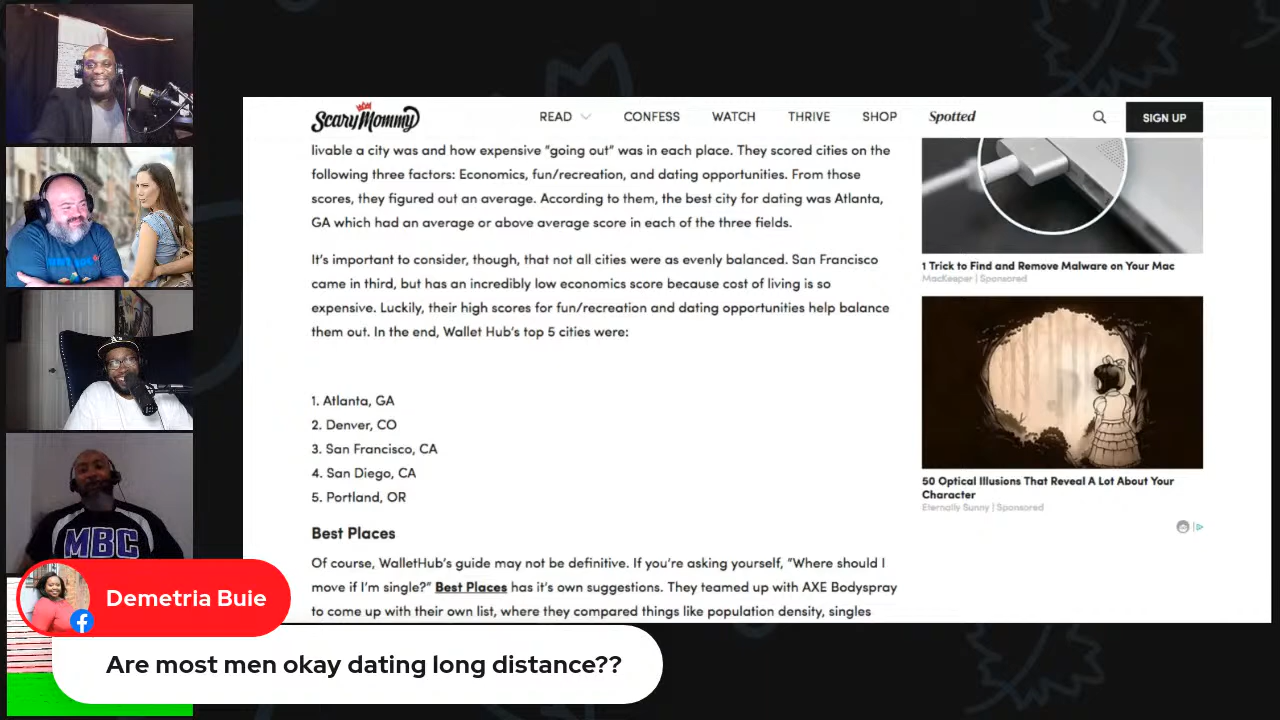 ScaryMommy
READ
CONFESS
WATCH
THRIVE
SHOP
Spotted
SIGN UP
livable a city was and how expensive “going out” was in each place. They scored cities on the
following three factors: Economics, fun/recreation, and dating opportunities. From those
scores, they figured out an average. According to them, the best city for dating was Atlanta,
GA which had an average or above average score in each of the three fields.
It’s important to consider, though, that not all cities were as evenly balanced. San Francisco
came in third, but has an incredibly low economics score because cost of living is so
expensive. Luckily, their high scores for fun/recreation and dating opportunities help balance
them out. In the end, Wallet Hub’s top 5 cities were:
1. Atlanta, GA
2. Denver, CO
3. San Francisco, CA
4. San Diego, CA
5. Portland, OR
Best Places
Of course, WalletHub’s guide may not be definitive. If you’re asking yourself, “Where should I
move if I’m single?” Best Places has it’s own suggestions. They teamed up with AXE Bodyspray
to come up with their own list, where they compared things like population density, singles
1 Trick to Find and Remove Malware on Your Mac
MacKeeper | Sponsored
50 Optical Illusions That Reveal A Lot About Your
Character
Eternally Sunny | Sponsored
MBC
Demetria Buie
Are most men okay dating long distance??